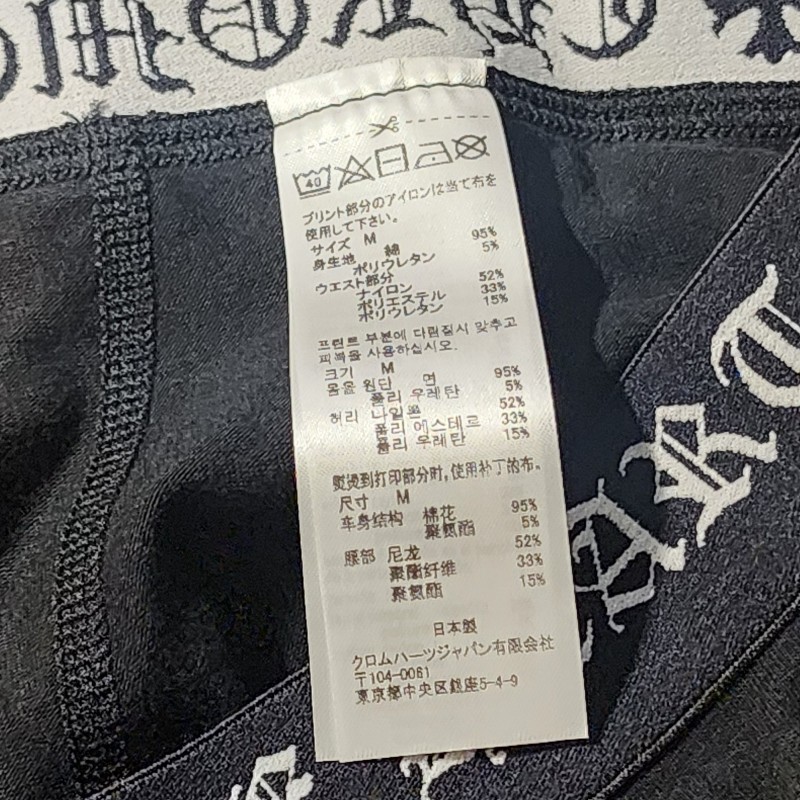 40
プリント部分のアイロンは当て布を
使用して下さい。
サイズ M
身生地 綿 95%
ポリウレタン 5%
ウエスト部分
ナイロン 52%
ポリエステル 33%
ポリウレタン 15%
프린트 부분에 다림질시 맞추고
피복을 사용하십시오.
크기 M
몸몸 원단 면 95%
폴리 우레탄 5%
허리 나일론 52%
폴리 에스테르 33%
폴리 우레탄 15%
熨烫到打印部分时,使用补丁的布。
尺寸 M
车身结构 棉花 95%
聚氨酯 5%
腰部 尼龙 52%
聚酯纤维 33%
聚氨酯 15%
日本製
クロムハーツジャパン有限会社
〒104-0061
東京都中央区銀座5-4-9